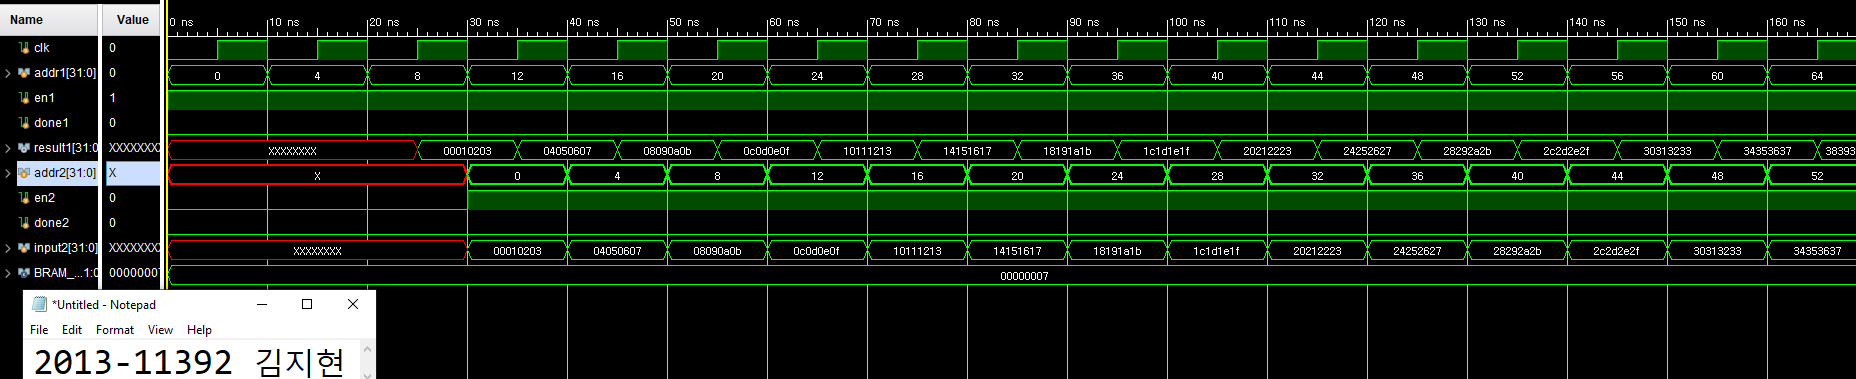 Name Value 0 ns 10 ns 20 ns 30 ns 40 ns 50 ns 60 ns 70 ns 80 ns 90 ns 100 ns 110 ns 120 ns 130 ns 140 ns 150 ns 160 ns
clk 0
addr1[31:0] 0 0 4 8 12 16 20 24 28 32 36 40 44 48 52 56 60 64
en1 1
done1 0
result1[31:0] XXXXXXXX XXXXXXXX 00010203 04050607 08090a0b 0c0d0e0f 10111213 14151617 18191a1b 1c1d1e1f 20212223 24252627 28292a2b 2c2d2e2f 30313233 34353637 38393
addr2[31:0] X X 0 4 8 12 16 20 24 28 32 36 40 44 48 52
en2 0
done2 0
input2[31:0] XXXXXXXX XXXXXXXX 00010203 04050607 08090a0b 0c0d0e0f 10111213 14151617 18191a1b 1c1d1e1f 20212223 24252627 28292a2b 2c2d2e2f 30313233 34353637
BRAM_...1:0 00000007 00000007
*Untitled - Notepad
File Edit Format View Help
2013-11392 김지현